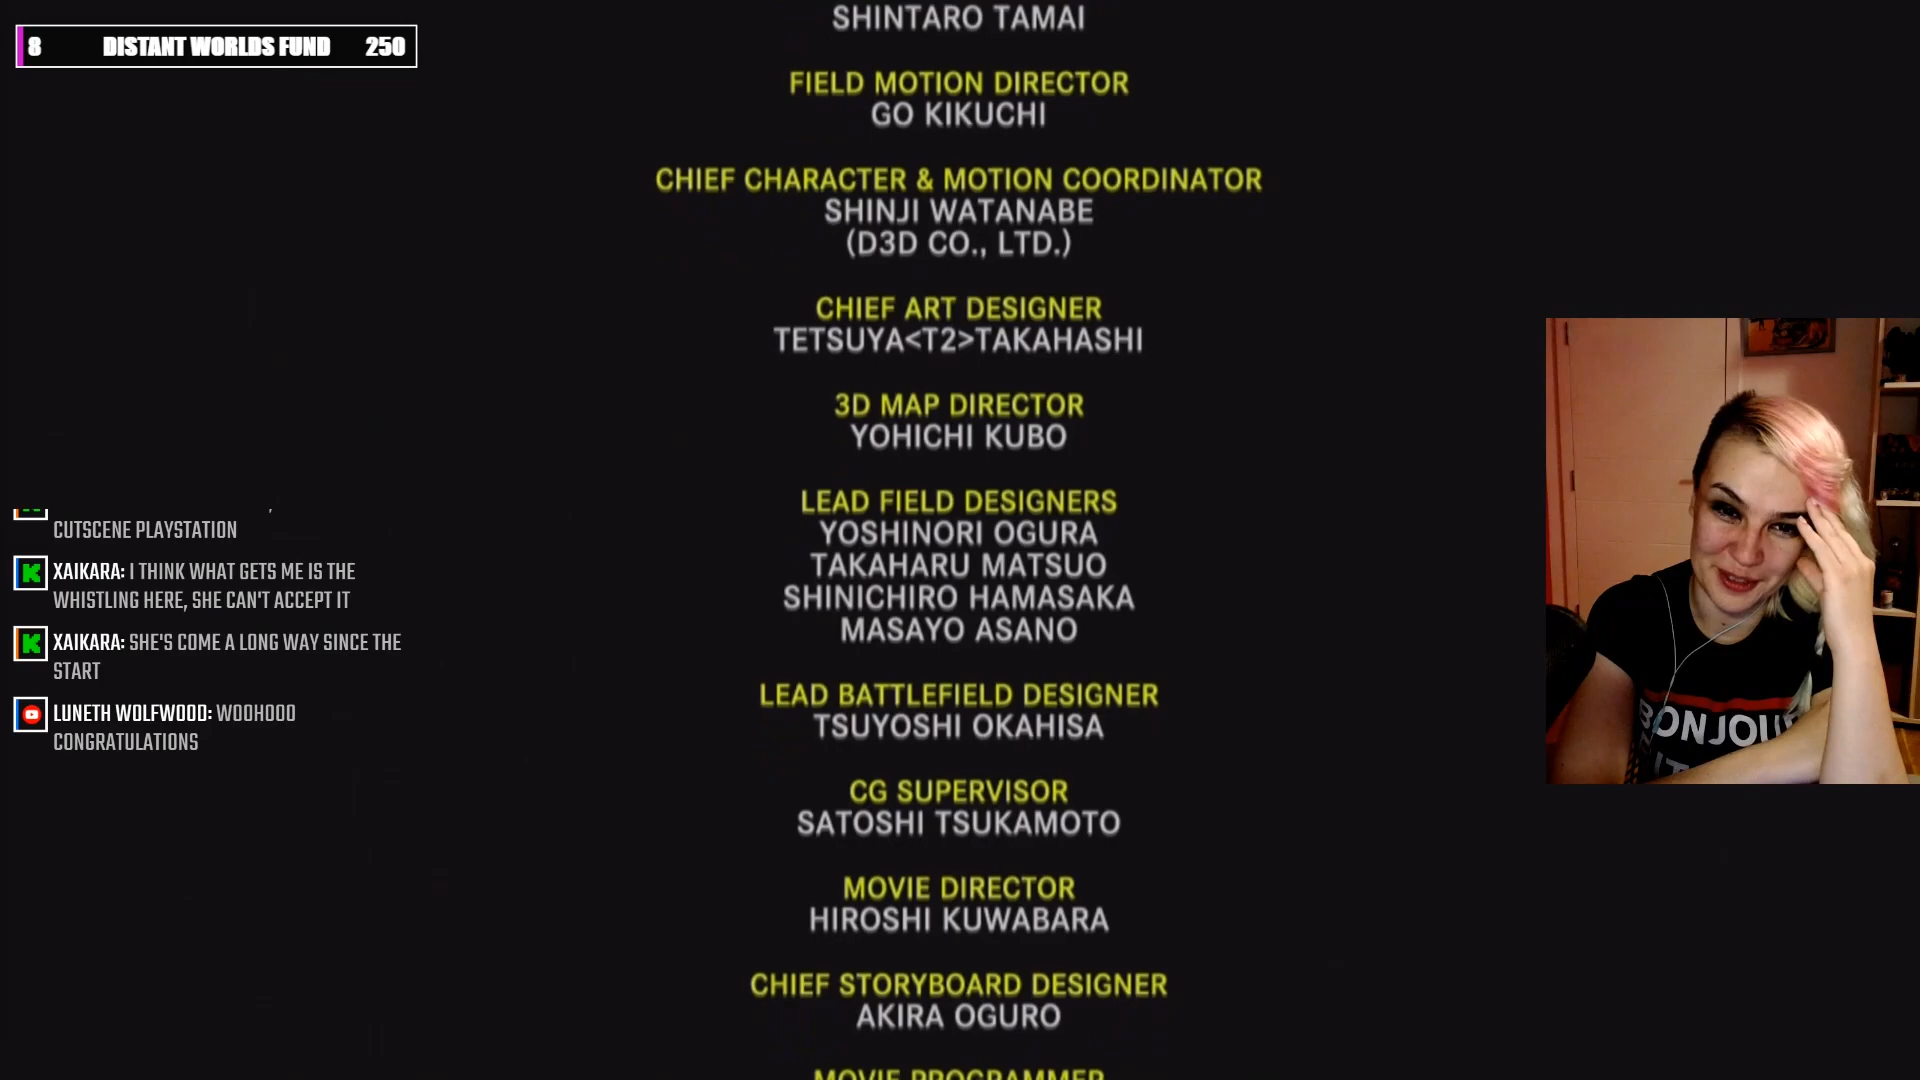 8 DISTANT WORLDS FUND 250
SHINTARO TAMAI
FIELD MOTION DIRECTOR
GO KIKUCHI
CHIEF CHARACTER & MOTION COORDINATOR
SHINJI WATANABE
(D3D CO., LTD.)
CHIEF ART DESIGNER
TETSUYA<T2>TAKAHASHI
3D MAP DIRECTOR
YOHICHI KUBO
LEAD FIELD DESIGNERS
YOSHINORI OGURA
TAKAHARU MATSUO
SHINICHIRO HAMASAKA
MASAYO ASANO
LEAD BATTLEFIELD DESIGNER
TSUYOSHI OKAHISA
CG SUPERVISOR
SATOSHI TSUKAMOTO
MOVIE DIRECTOR
HIROSHI KUWABARA
CHIEF STORYBOARD DESIGNER
AKIRA OGURO
MOVIE PROGRAMMER
CUTSCENE PLAYSTATION
XAIKARA: I THINK WHAT GETS ME IS THE
WHISTLING HERE, SHE CAN'T ACCEPT IT
XAIKARA: SHE'S COME A LONG WAY SINCE THE
START
LUNETH WOLFWOOD: WOOHOOO
CONGRATULATIONS
BONJOU